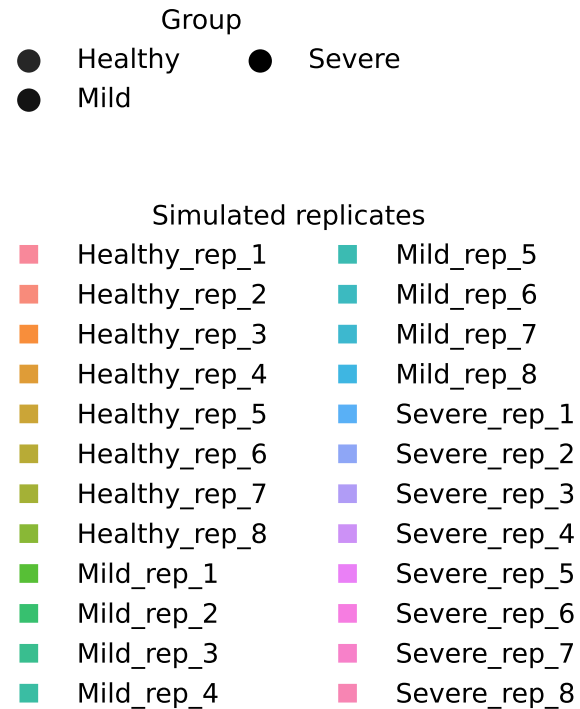 Group
Healthy
Mild
Severe
Simulated replicates
Healthy_rep_1
Healthy_rep_2
Healthy_rep_3
Healthy_rep_4
Healthy_rep_5
Healthy_rep_6
Healthy_rep_7
Healthy_rep_8
Mild_rep_1
Mild_rep_2
Mild_rep_3
Mild_rep_4
Mild_rep_5
Mild_rep_6
Mild_rep_7
Mild_rep_8
Severe_rep_1
Severe_rep_2
Severe_rep_3
Severe_rep_4
Severe_rep_5
Severe_rep_6
Severe_rep_7
Severe_rep_8